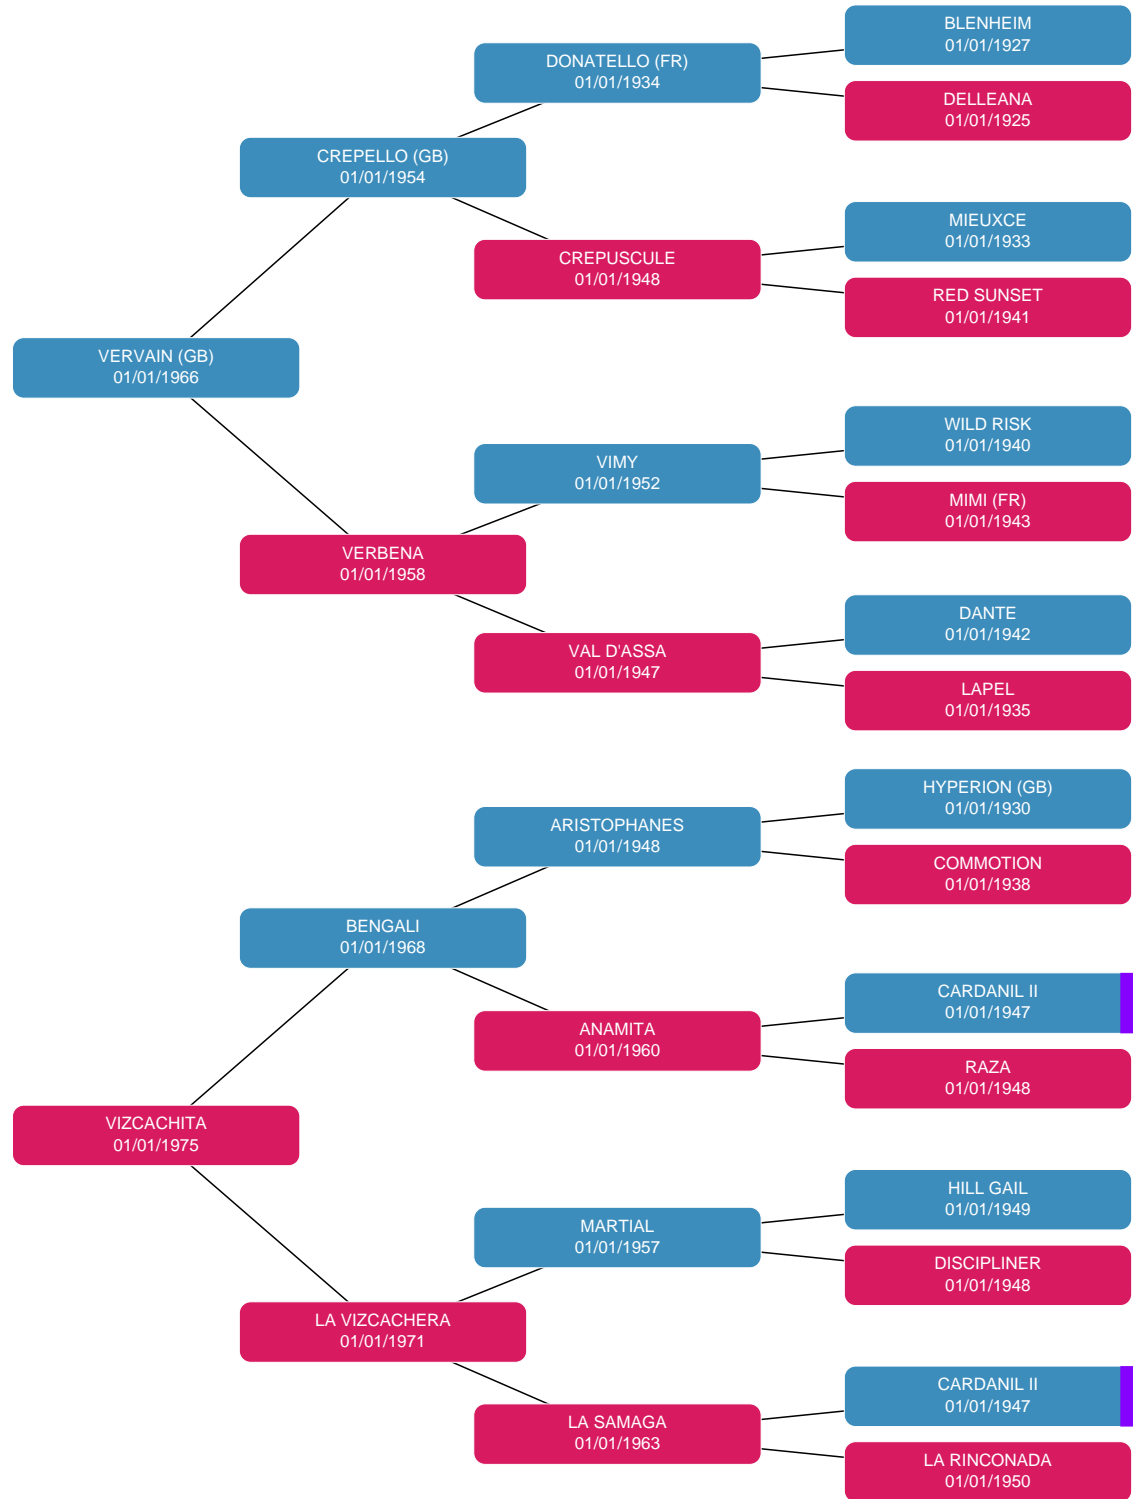 BLENHEIM
01/01/1927
DONATELLO (FR)
01/01/1934
DELLEANA
01/01/1925
CREPELLO (GB)
01/01/1954
MIEUXCE
01/01/1933
CREPUSCULE
01/01/1948
RED SUNSET
01/01/1941
VERVAIN (GB)
01/01/1966
WILD RISK
01/01/1940
VIMY
01/01/1952
MIMI (FR)
01/01/1943
VERBENA
01/01/1958
DANTE
01/01/1942
VAL D'ASSA
01/01/1947
LAPEL
01/01/1935
HYPERION (GB)
01/01/1930
ARISTOPHANES
01/01/1948
COMMOTION
01/01/1938
BENGALI
01/01/1968
CARDANIL II
01/01/1947
ANAMITA
01/01/1960
RAZA
01/01/1948
VIZCACHITA
01/01/1975
HILL GAIL
01/01/1949
MARTIAL
01/01/1957
DISCIPLINER
01/01/1948
LA VIZCACHERA
01/01/1971
CARDANIL II
01/01/1947
LA SAMAGA
01/01/1963
LA RINCONADA
01/01/1950